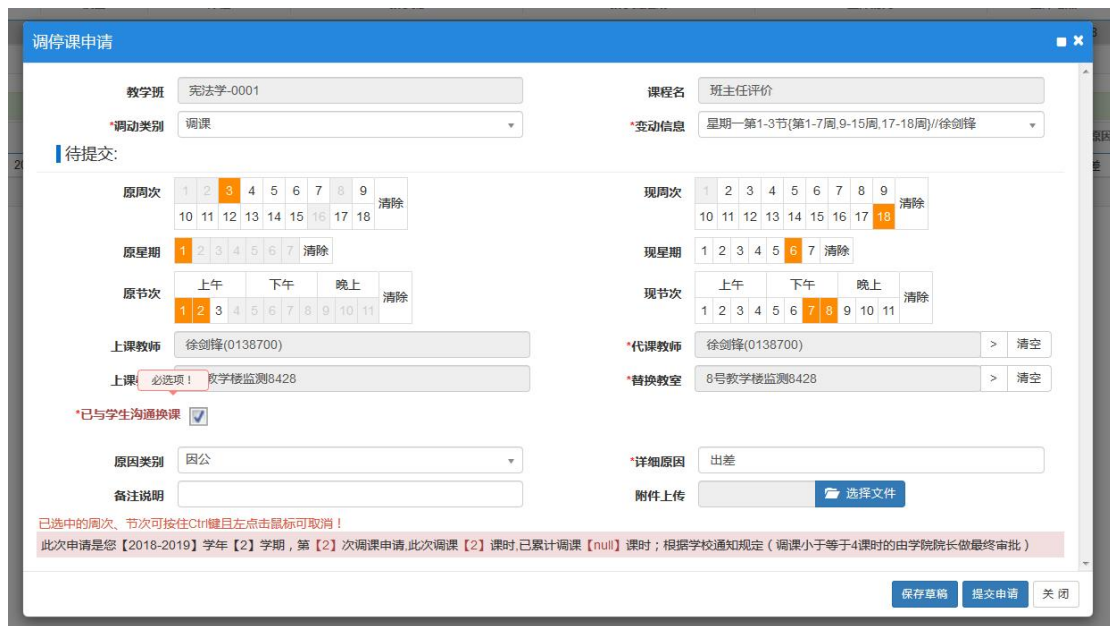 调停课申请
教学班 宪法学-0001 课程名 班主任评价
*调动类别 调课 *变动信息 星期一第1-3节{第1-7周,9-15周,17-18周}//徐剑锋
待提交:
原周次 1 2 3 4 5 6 7 8 9 清除 现周次 1 2 3 4 5 6 7 8 9 清除
10 11 12 13 14 15 16 17 18 10 11 12 13 14 15 16 17 18
原星期 1 2 3 4 5 6 7 清除 现星期 1 2 3 4 5 6 7 清除
原节次 上午 下午 晚上 清除 现节次 上午 下午 晚上 清除
1 2 3 4 5 6 7 8 9 10 11 1 2 3 4 5 6 7 8 9 10 11
上课教师 徐剑锋(0138700) *代课教师 徐剑锋(0138700) > 清空
上课 必选项! 教学楼监测8428 *替换教室 8号教学楼监测8428 > 清空
*已与学生沟通换课
原因类别 因公 *详细原因 出差
备注说明 附件上传 选择文件
已选中的周次、节次可按住Ctrl键且左点击鼠标可取消!
此次申请是您【2018-2019】学年【2】学期,第【2】次调课申请,此次调课【2】课时,已累计调课【null】课时;根据学校通知规定(调课小于等于4课时的由学院院长做最终审批)
保存草稿 提交申请 关 闭